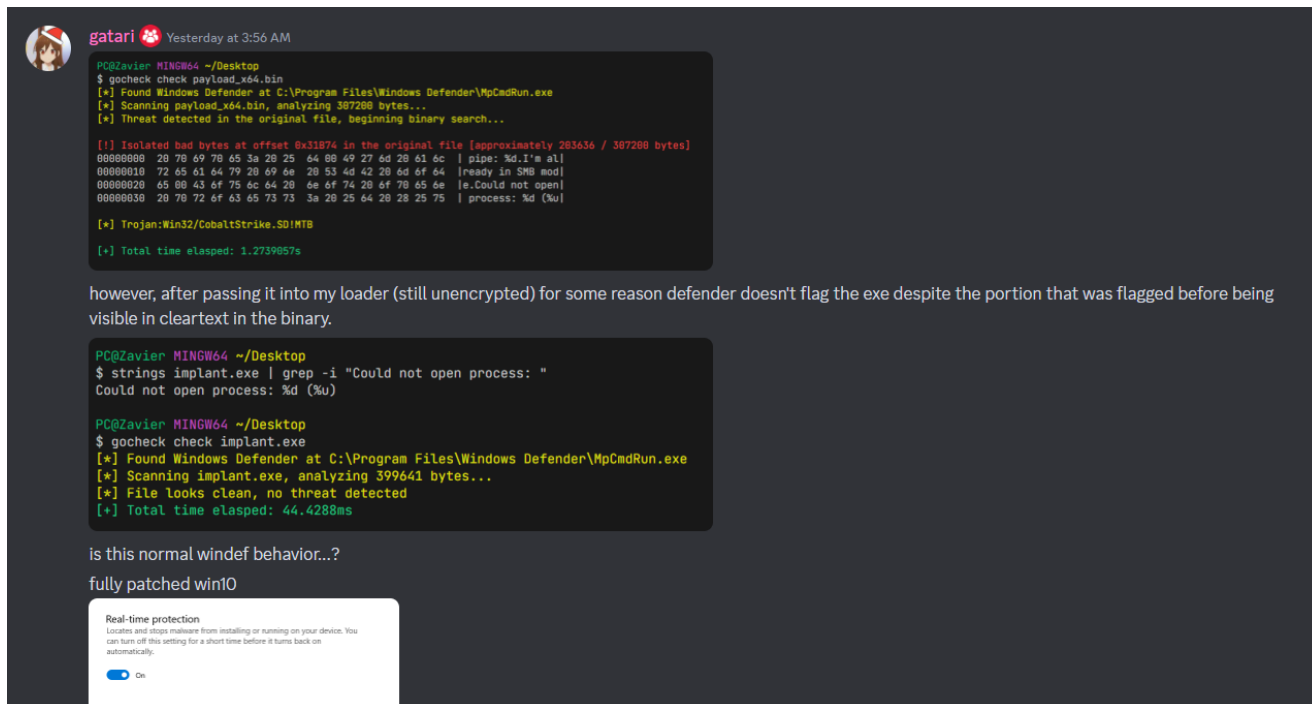 gatari Yesterday at 3:56 AM
PC@Zavier MINGW64 ~/Desktop
$ gocheck check payload_x64.bin
[*] Found Windows Defender at C:\Program Files\Windows Defender\MpCmdRun.exe
[*] Scanning payload_x64.bin, analyzing 307200 bytes...
[*] Threat detected in the original file, beginning binary search...
[!] Isolated bad bytes at offset 0x31B74 in the original file [approximately 203636 / 307200 bytes]
00000000  20 70 69 70 65 3a 20 25  64 00 49 27 6d 20 61 6c  | pipe: %d.I'm al|
00000010  72 65 61 64 79 20 69 6e  20 53 4d 42 20 6d 6f 64  |ready in SMB mod|
00000020  65 00 43 6f 75 6c 64 20  6e 6f 74 20 6f 70 65 6e  |e.Could not open|
00000030  20 70 72 6f 63 65 73 73  3a 20 25 64 20 28 25 75  | process: %d (%u|
[*] Trojan:Win32/CobaltStrike.SD!MTB
[+] Total time elasped: 1.2739057s
however, after passing it into my loader (still unencrypted) for some reason defender doesn't flag the exe despite the portion that was flagged before being
visible in cleartext in the binary.
PC@Zavier MINGW64 ~/Desktop
$ strings implant.exe | grep -i "Could not open process: "
Could not open process: %d (%u)
PC@Zavier MINGW64 ~/Desktop
$ gocheck check implant.exe
[*] Found Windows Defender at C:\Program Files\Windows Defender\MpCmdRun.exe
[*] Scanning implant.exe, analyzing 399641 bytes...
[*] File looks clean, no threat detected
[+] Total time elasped: 44.4288ms
is this normal windef behavior...?
fully patched win10
Real-time protection
Locates and stops malware from installing or running on your device. You
can turn off this setting for a short time before it turns back on
automatically.
On